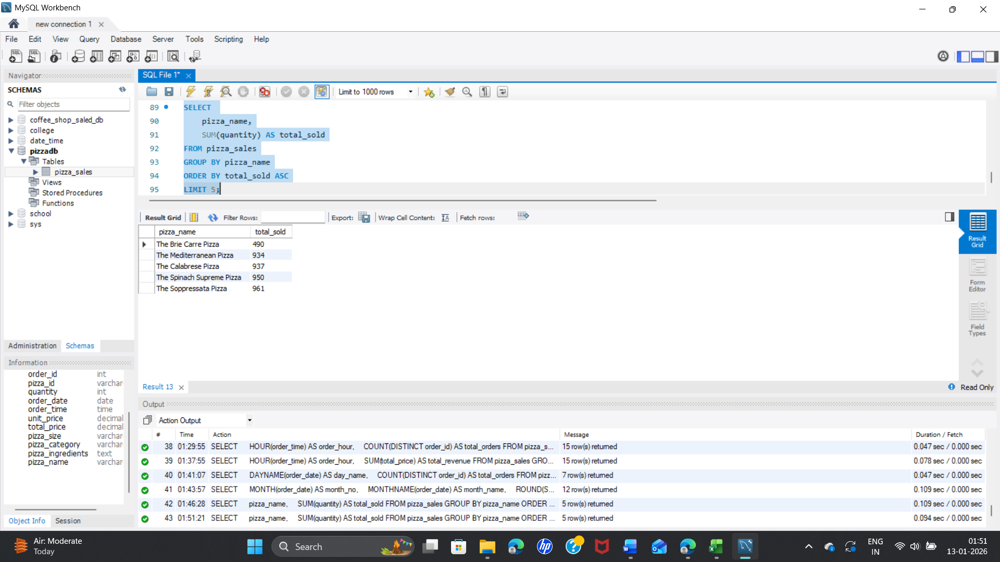 MySQL Workbench
new connection 1
File Edit View Query Database Server Tools Scripting Help
Navigator
SCHEMAS
Filter objects
coffee_shop_saled_db
college
date_time
pizzadb
Tables
pizza_sales
Views
Stored Procedures
Functions
school
sys
Administration Schemas
Information
order_id int
pizza_id varchar
quantity int
order_date date
order_time time
unit_price decimal
total_price decimal
pizza_size varchar
pizza_category varchar
pizza_ingredients text
pizza_name varchar
Object Info Session
SQL File 1*
Limit to 1000 rows
89 SELECT
90 pizza_name,
91 SUM(quantity) AS total_sold
92 FROM pizza_sales
93 GROUP BY pizza_name
94 ORDER BY total_sold ASC
95 LIMIT 5;
Result Grid Filter Rows: Export: Wrap Cell Content: Fetch rows:
pizza_name total_sold
The Brie Carre Pizza 490
The Mediterranean Pizza 934
The Calabrese Pizza 937
The Spinach Supreme Pizza 950
The Soppressata Pizza 961
Result Grid
Form Editor
Field Types
Result 13 Read Only
Output
Action Output
# Time Action Message Duration / Fetch
38 01:29:55 SELECT HOUR(order_time) AS order_hour, COUNT(DISTINCT order_id) AS total_orders FROM pizza_s... 15 row(s) returned 0.047 sec / 0.000 sec
39 01:37:55 SELECT HOUR(order_time) AS order_hour, SUM(total_price) AS total_revenue FROM pizza_sales GRO... 15 row(s) returned 0.078 sec / 0.000 sec
40 01:41:07 SELECT DAYNAME(order_date) AS day_name, COUNT(DISTINCT order_id) AS total_orders FROM pizz... 7 row(s) returned 0.047 sec / 0.000 sec
41 01:43:57 SELECT MONTH(order_date) AS month_no, MONTHNAME(order_date) AS month_name, ROUND(S... 12 row(s) returned 0.109 sec / 0.000 sec
42 01:46:28 SELECT pizza_name, SUM(quantity) AS total_sold FROM pizza_sales GROUP BY pizza_name ORDER ... 5 row(s) returned 0.109 sec / 0.000 sec
43 01:51:21 SELECT pizza_name, SUM(quantity) AS total_sold FROM pizza_sales GROUP BY pizza_name ORDER ... 5 row(s) returned 0.094 sec / 0.000 sec
Air: Moderate
Today
Search
ENG
IN
01:51
13-01-2026